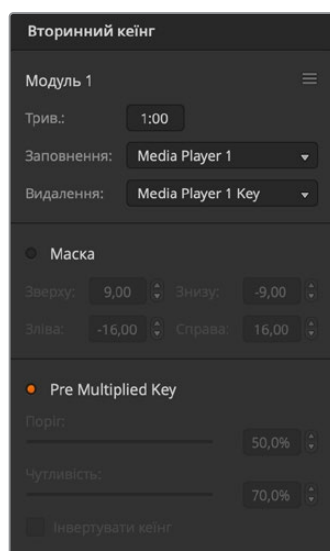 Вторинний кеїнг
Модуль 1
Трив.: 1:00
Заповнення: Media Player 1
Видалення: Media Player 1 Key
Маска
Зверху: 9,00 Знизу: -9,00
Зліва: -16,00 Справа: 16,00
Pre Multiplied Key
Поріг:
50,0%
Чутливість:
70,0%
Інвертувати кеїнг